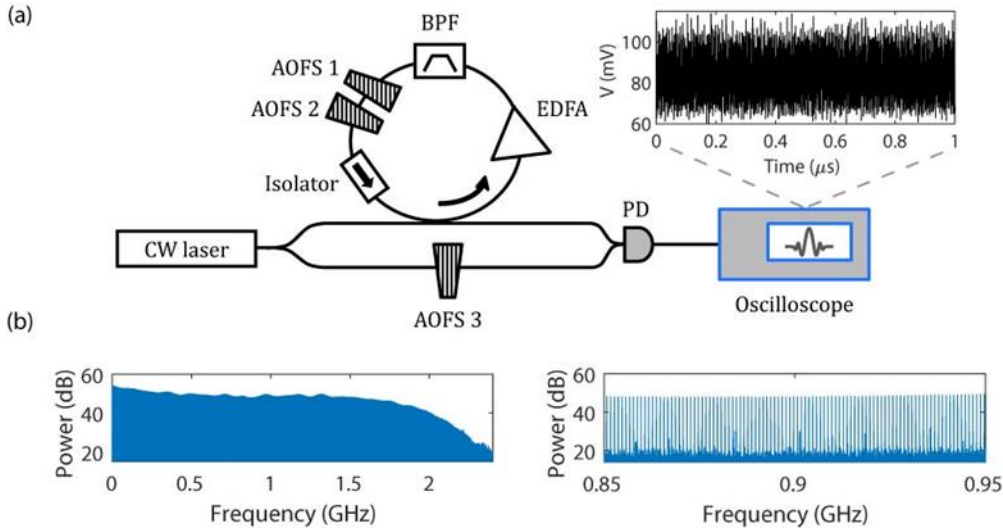 (a)
BPF
AOFS 1
AOFS 2
EDFA
Isolator
CW laser
AOFS 3
PD
Oscilloscope
V (mV)
100
80
60
0 0.2 0.4 0.6 0.8 1
Time (μs)
(b)
Power (dB)
60
40
20
0 0.5 1 1.5 2
Frequency (GHz)
Power (dB)
60
40
20
0.85 0.9 0.95
Frequency (GHz)